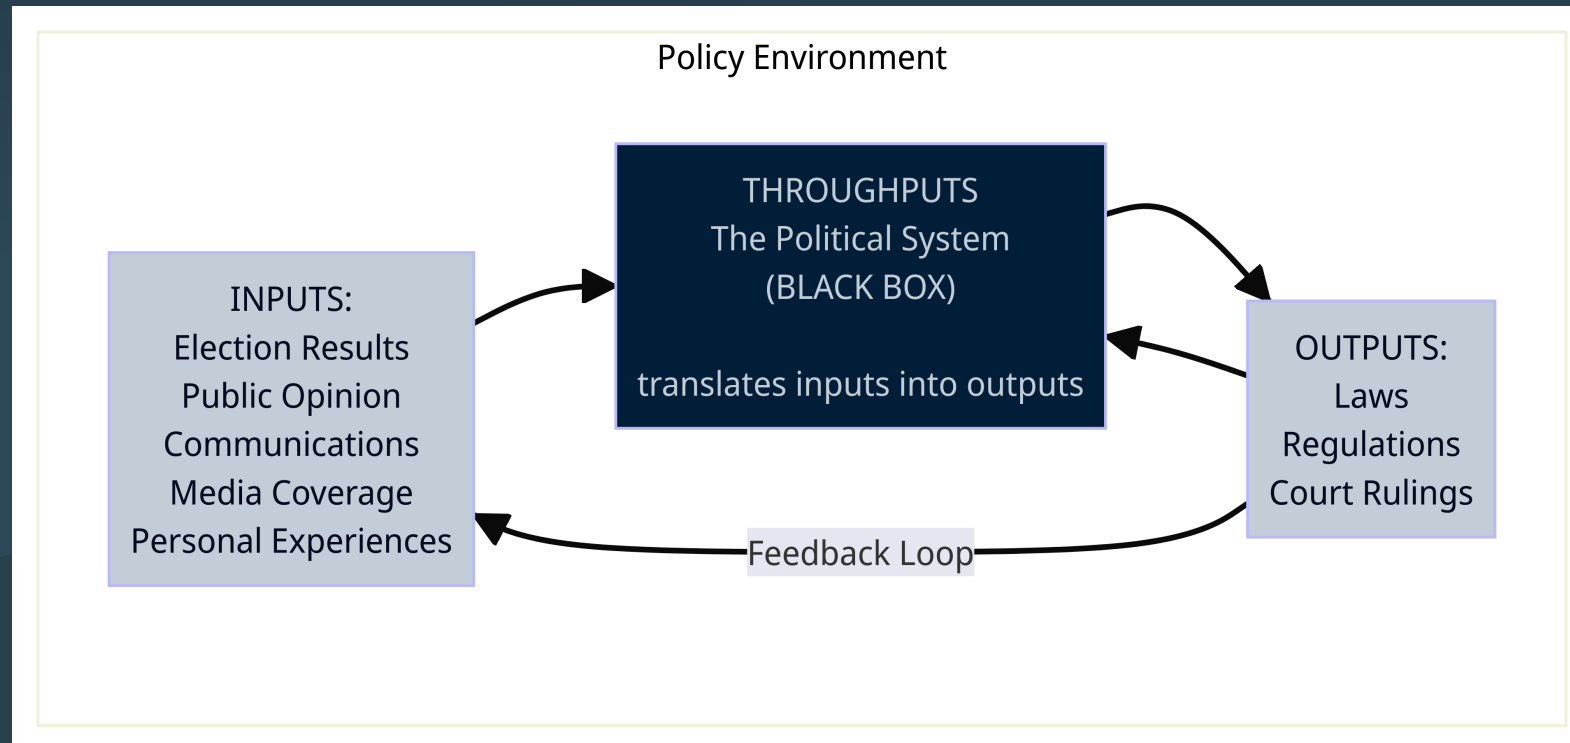 Policy Environment
THROUGHPUTS
The Political System
(BLACK BOX)
translates inputs into outputs
INPUTS:
Election Results
Public Opinion
Communications
Media Coverage
Personal Experiences
OUTPUTS:
Laws
Regulations
Court Rulings
Feedback Loop